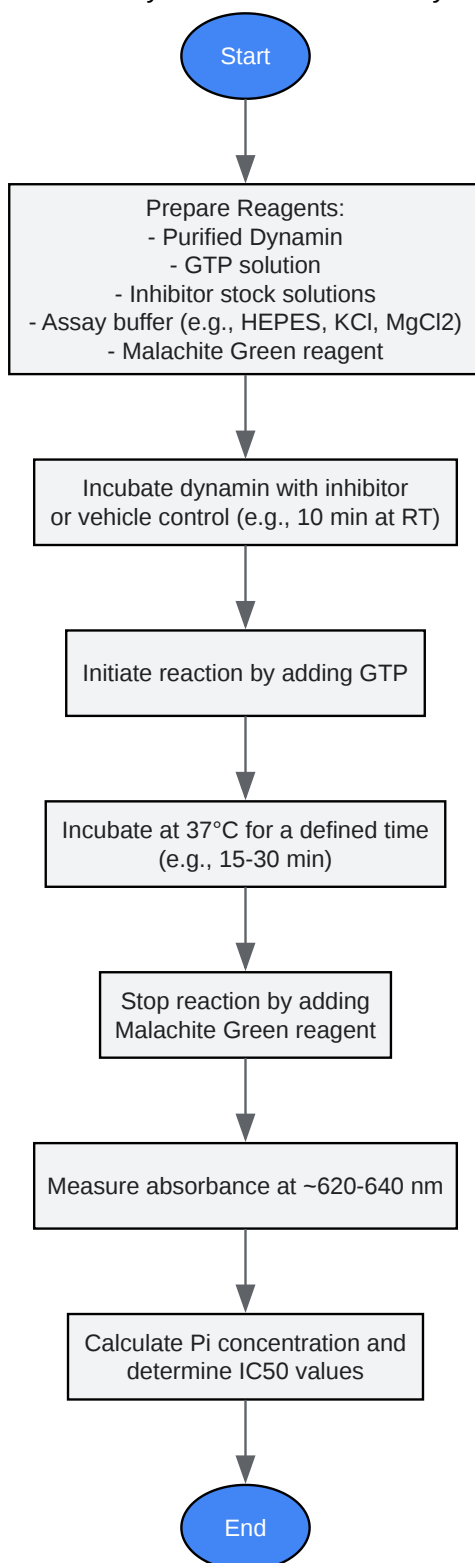 Start
Prepare Reagents:
- Purified Dynamin
- GTP solution
- Inhibitor stock solutions
- Assay buffer (e.g., HEPES, KCl, MgCl2)
- Malachite Green reagent
Incubate dynamin with inhibitor
or vehicle control (e.g., 10 min at RT)
Initiate reaction by adding GTP
Incubate at 37°C for a defined time
(e.g., 15-30 min)
Stop reaction by adding
Malachite Green reagent
Measure absorbance at ~620-640 nm
Calculate Pi concentration and
determine IC50 values
End